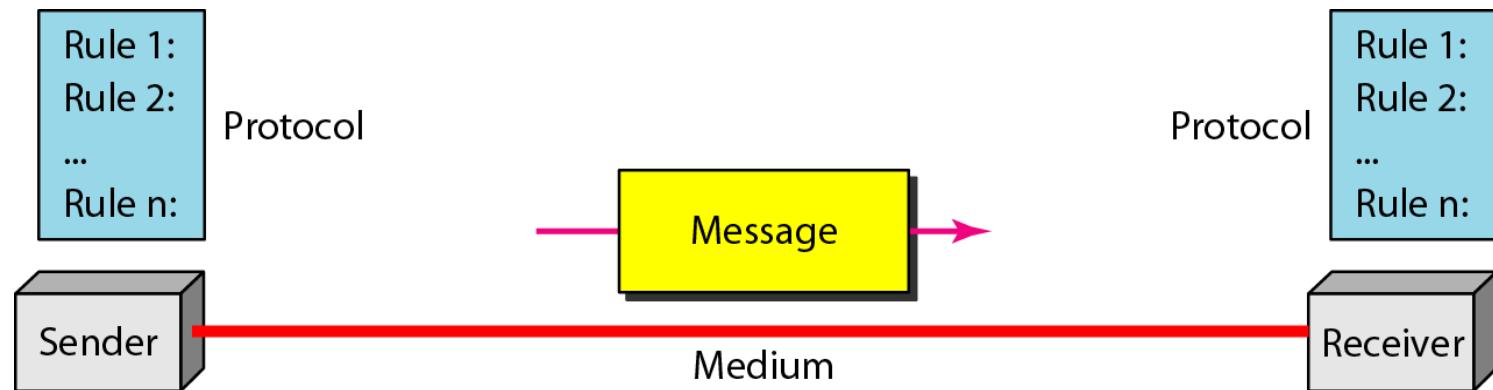 Rule 1:
Rule 2:
...
Rule n:
Protocol
Message
Protocol
Rule 1:
Rule 2:
...
Rule n:
Sender
Medium
Receiver